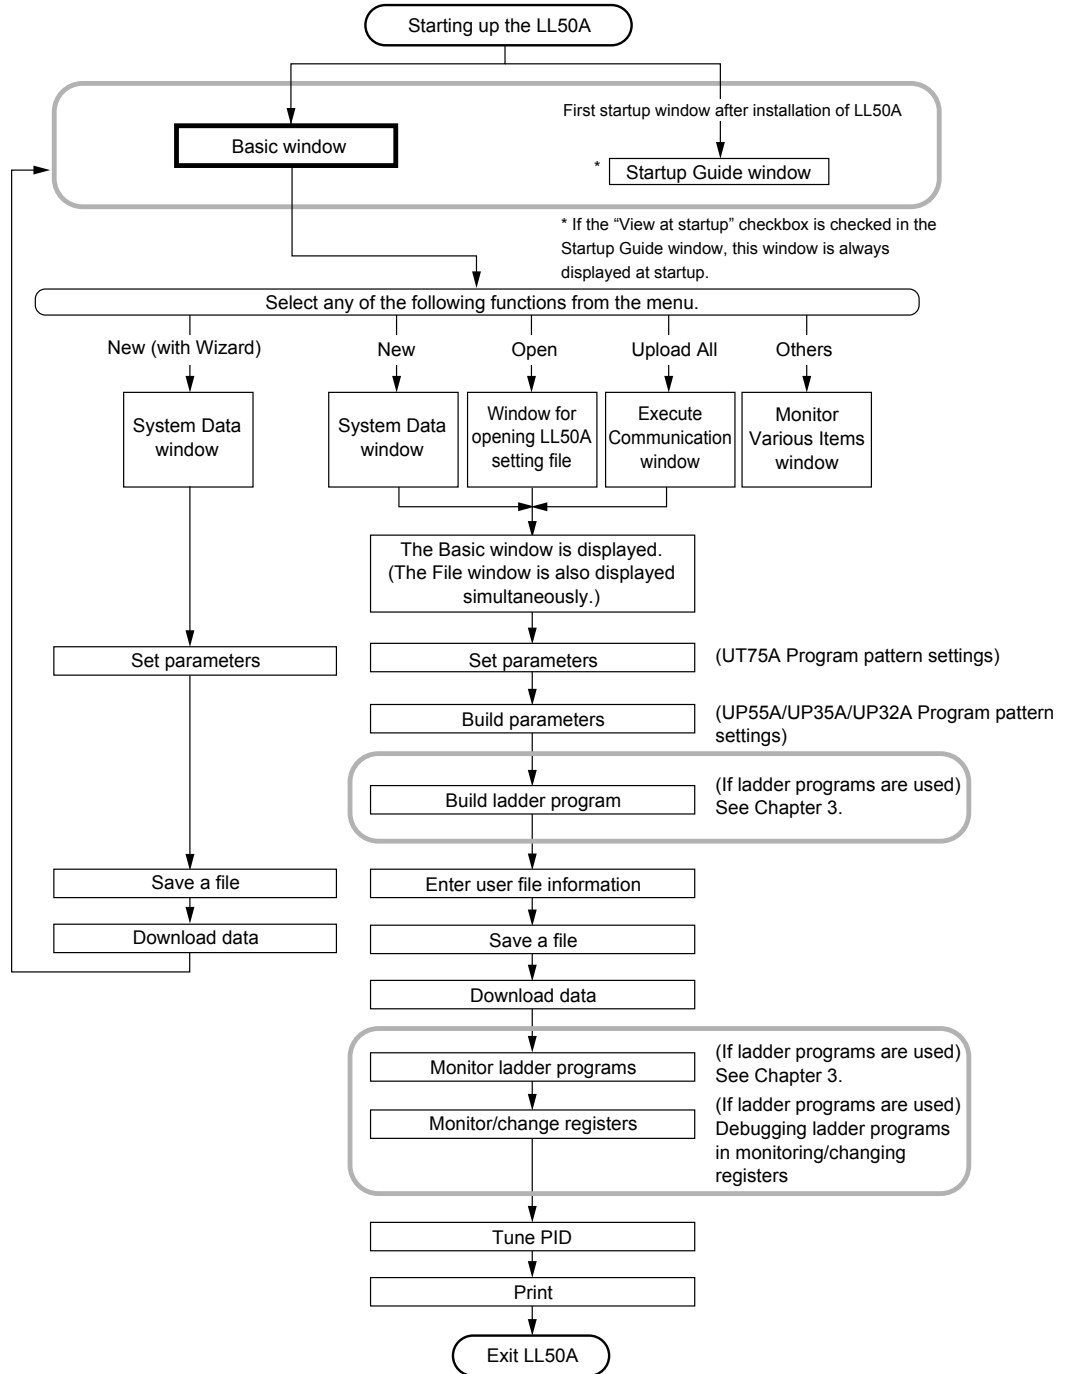 Starting up the LL50A
First startup window after installation of LL50A
Basic window
* Startup Guide window
* If the “View at startup” checkbox is checked in the
Startup Guide window, this window is always
displayed at startup.
Select any of the following functions from the menu.
New (with Wizard)
New
Open
Upload All
Others
System Data
window
System Data
window
Window for
opening LL50A
setting file
Execute
Communication
window
Monitor
Various Items
window
The Basic window is displayed.
(The File window is also displayed
simultaneously.)
Set parameters
Set parameters
(UT75A Program pattern settings)
Build parameters
(UP55A/UP35A/UP32A Program pattern
settings)
Build ladder program
(If ladder programs are used)
See Chapter 3.
Save a file
Enter user file information
Download data
Save a file
Download data
Monitor ladder programs
(If ladder programs are used)
See Chapter 3.
Monitor/change registers
(If ladder programs are used)
Debugging ladder programs
in monitoring/changing
registers
Tune PID
Print
Exit LL50A